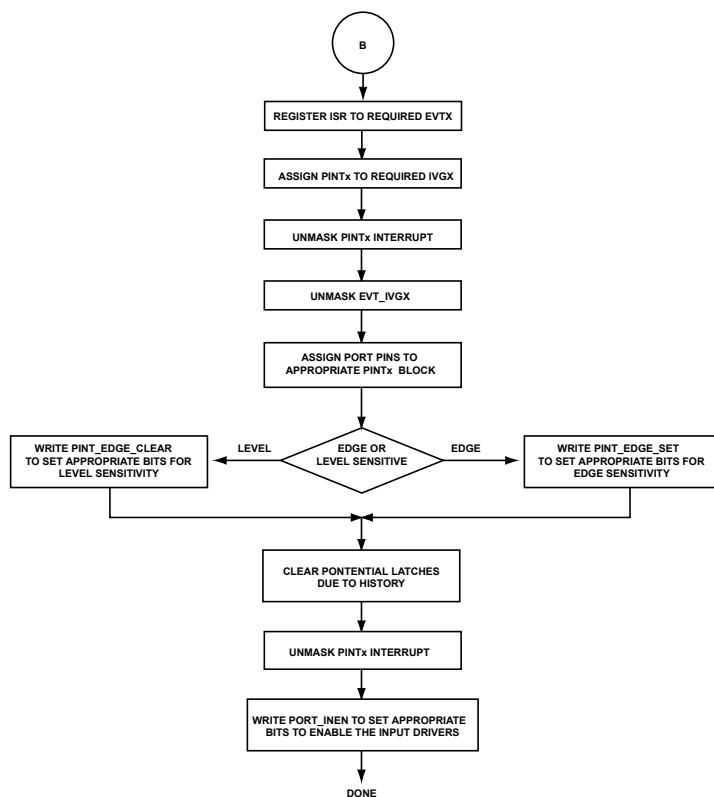 B
REGISTER ISR TO REQUIRED EVTX
ASSIGN PINTx TO REQUIRED IVGX
UNMASK PINTx INTERRUPT
UNMASK EVT_IVGX
ASSIGN PORT PINS TO
APPROPRIATE PINTx BLOCK
WRITE PINT_EDGE_CLEAR
TO SET APPROPRIATE BITS FOR
LEVEL SENSITIVITY
LEVEL
EDGE OR
LEVEL SENSITIVE
EDGE
WRITE PINT_EDGE_SET
TO SET APPROPRIATE BITS FOR
EDGE SENSITIVITY
CLEAR PONTENTIAL LATCHES
DUE TO HISTORY
UNMASK PINTx INTERRUPT
WRITE PORT_INEN TO SET APPROPRIATE
BITS TO ENABLE THE INPUT DRIVERS
DONE